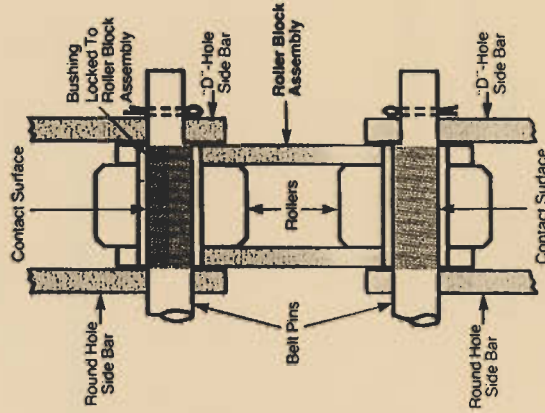 Bushing
Locked To
Roller Block
Assembly
Contact Surface
Round Hole
Side Bar
"D"-Hole
Side Bar
Roller Block
Assembly
Rollers
Belt Pins
"D"-Hole
Side Bar
Round Hole
Side Bar
Contact Surface